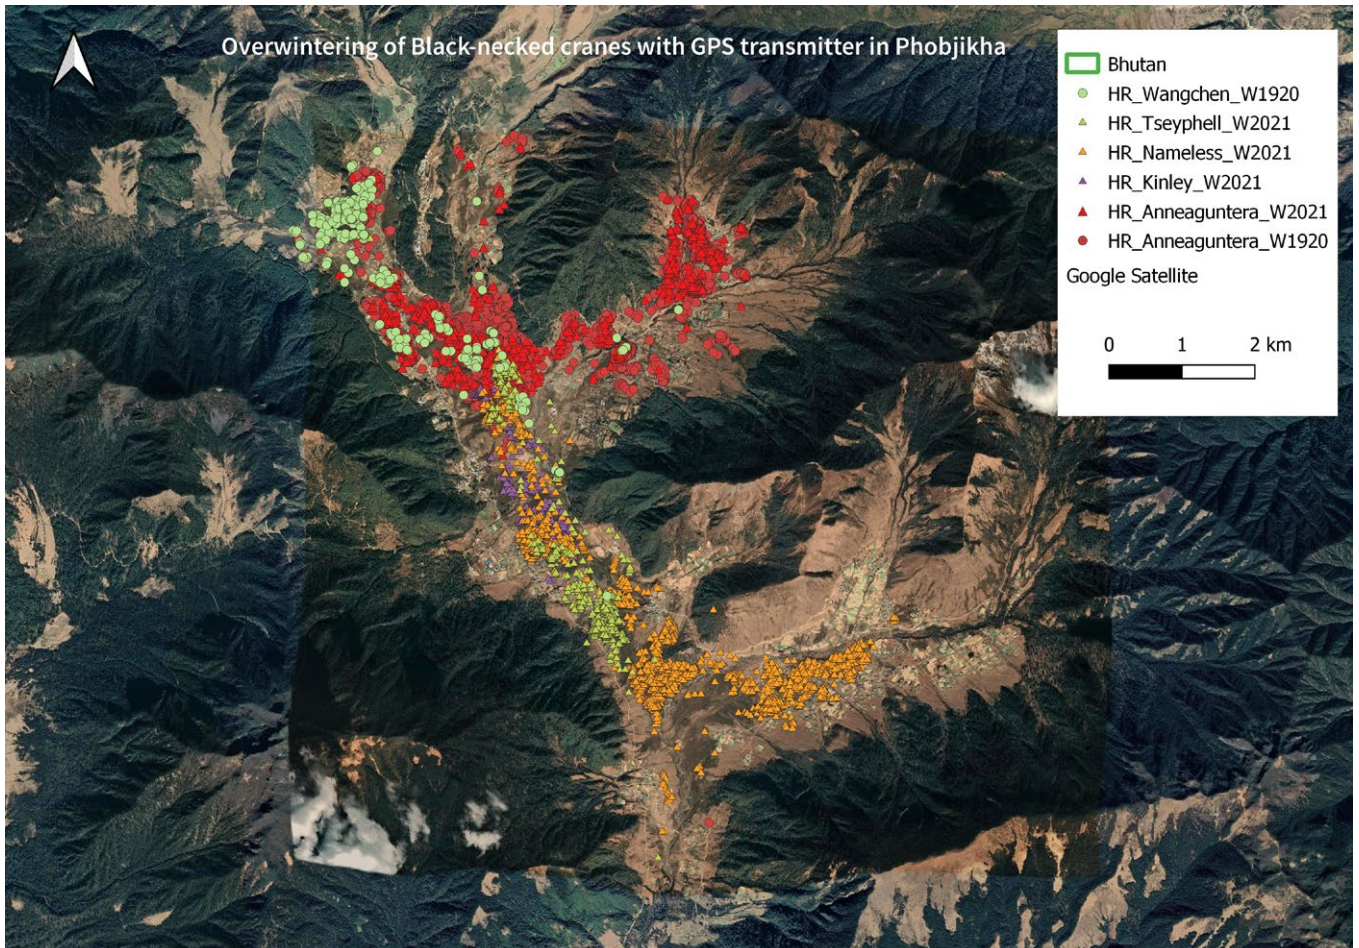 Overwintering of Black-necked cranes with GPS transmitter in Phobjikha
Bhutan
HR_Wangchen_W1920
HR_Tseyphell_W2021
HR_Nameless_W2021
HR_Kinley_W2021
HR_Anneaguntera_W2021
HR_Anneaguntera_W1920
Google Satellite
0 1 2 km